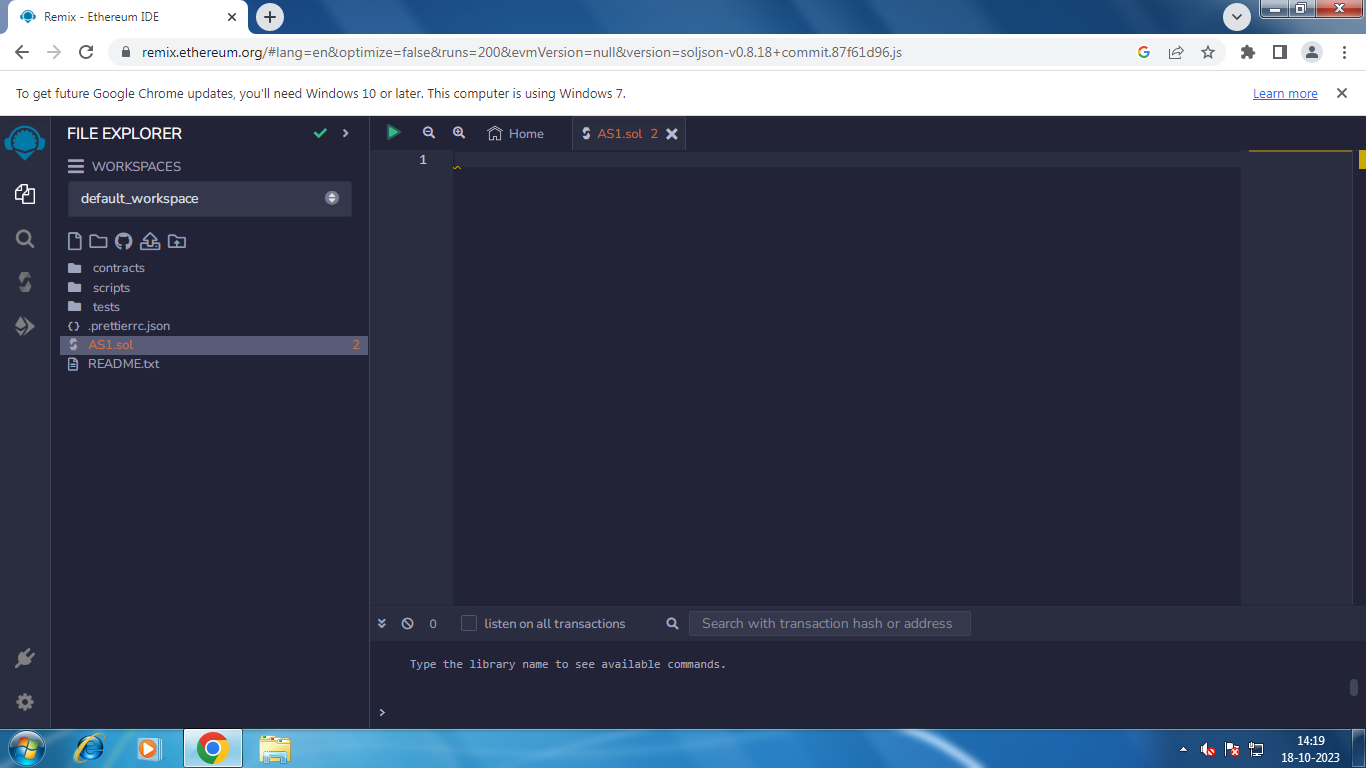 Remix - Ethereum IDE
remix.ethereum.org/#lang=en&optimize=false&runs=200&evmVersion=null&version=soljson-v0.8.18+commit.87f61d96.js
To get future Google Chrome updates, you'll need Windows 10 or later. This computer is using Windows 7.
Learn more
FILE EXPLORER
Home
AS1.sol 2
WORKSPACES
default_workspace
1
contracts
scripts
tests
.prettierrc.json
AS1.sol 2
README.txt
0
listen on all transactions
Search with transaction hash or address
Type the library name to see available commands.
>
14:19
18-10-2023